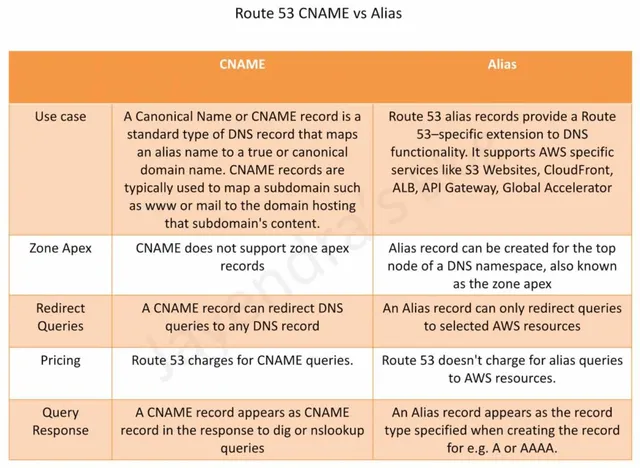 Route 53 CNAME vs Alias
CNAME
Alias
Use case
A Canonical Name or CNAME record is a
standard type of DNS record that maps
an alias name to a true or canonical
domain name. CNAME records are
typically used to map a subdomain such
as www or mail to the domain hosting
that subdomain's content.
Route 53 alias records provide a Route
53–specific extension to DNS
functionality. It supports AWS specific
services like S3 Websites, CloudFront,
ALB, API Gateway, Global Accelerator
Zone Apex
CNAME does not support zone apex
records
Alias record can be created for the top
node of a DNS namespace, also known
as the zone apex
Redirect
Queries
A CNAME record can redirect DNS
queries to any DNS record
An Alias record can only redirect queries
to selected AWS resources
Pricing
Route 53 charges for CNAME queries.
Route 53 doesn't charge for alias queries
to AWS resources.
Query
Response
A CNAME record appears as CNAME
record in the response to dig or nslookup
queries
An Alias record appears as the record
type specified when creating the record
for e.g. A or AAAA.